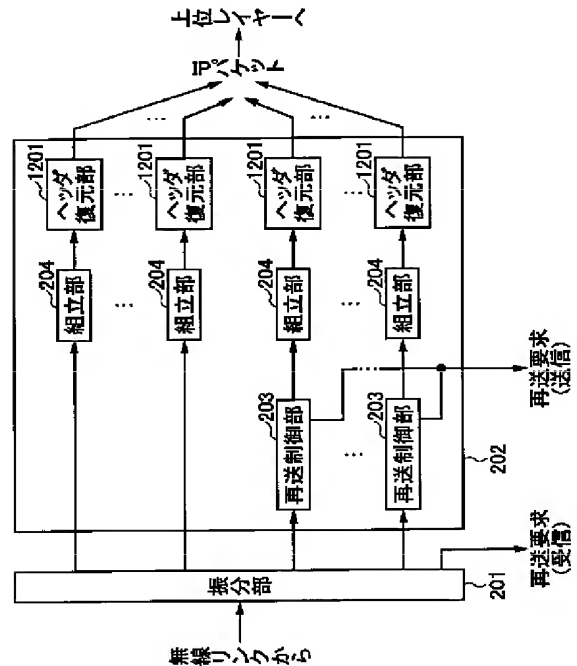 上位レイヤーへ
IPパケット
1201
ヘッダ
復元部
1201
ヘッダ
復元部
1201
ヘッダ
復元部
1201
ヘッダ
復元部
204
組立部
204
組立部
204
組立部
204
組立部
203
再送制御部
203
再送制御部
再送要求
(送信)
202
振分部
201
再送要求
(受信)
無線
リンクから